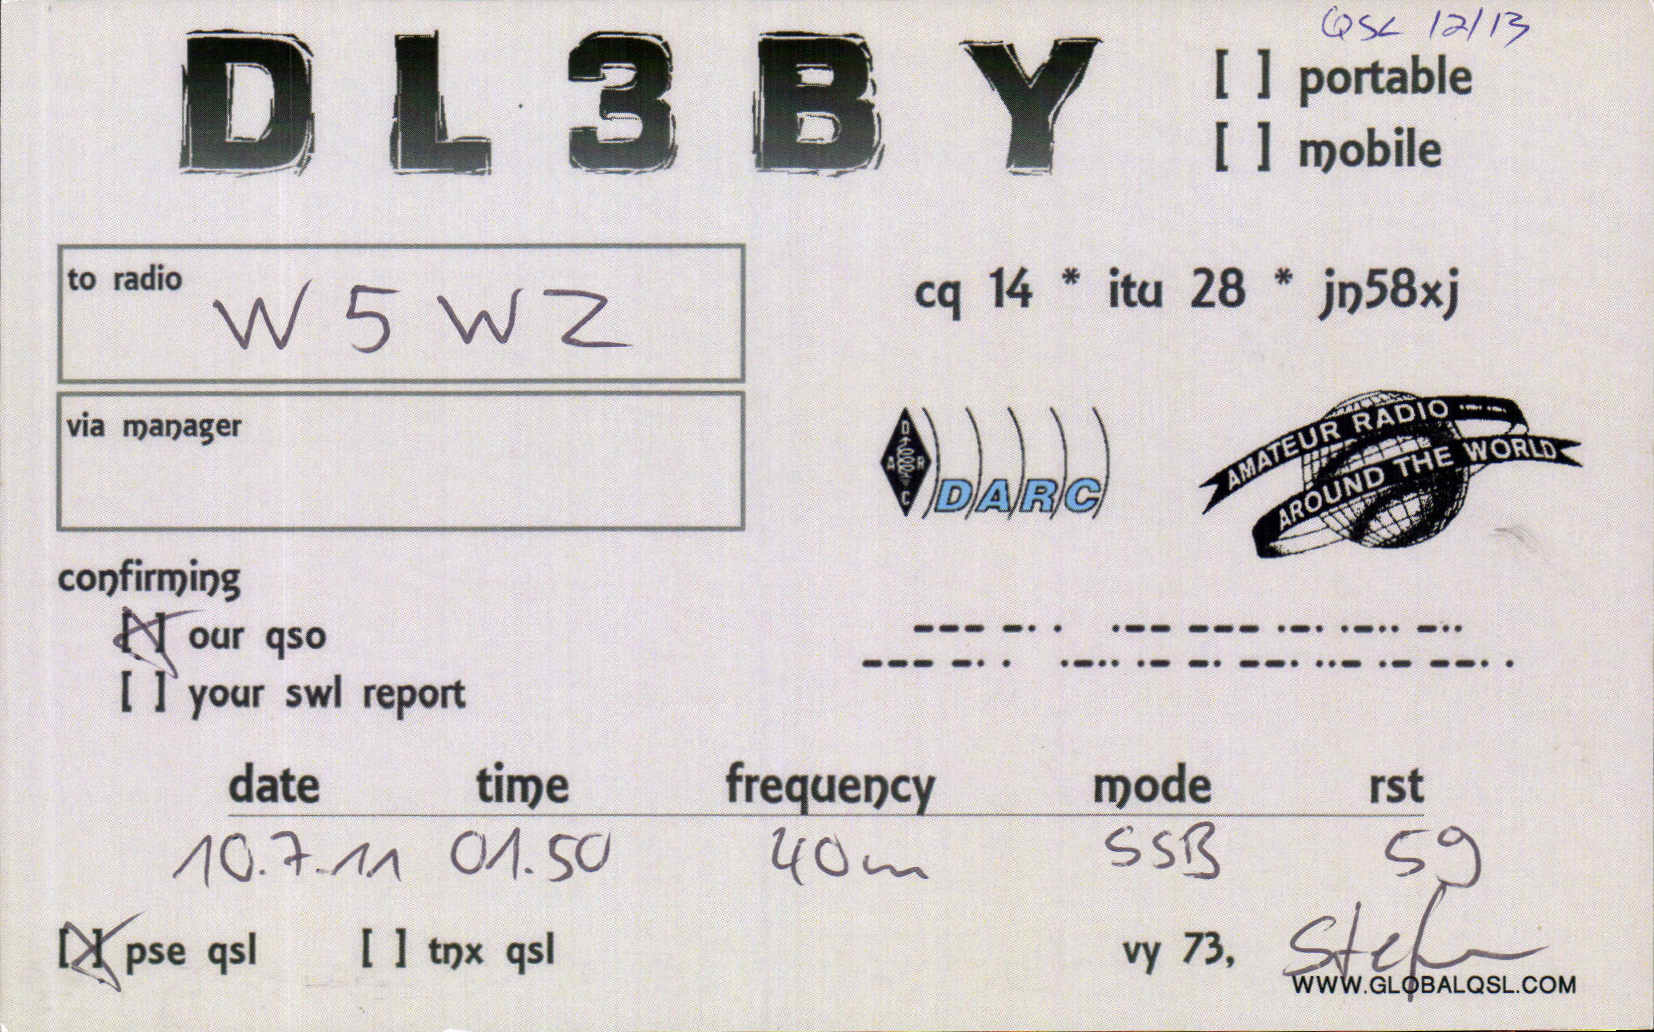 QSL 12/13
DL3BY
[ ] portable
[ ] mobile
to radio W5WZ
cq 14 * itu 28 * jn58xj
via manager
DARC
DARC
AMATEUR RADIO
AROUND THE WORLD
confirming
[X] our qso
[ ] your swl report
--- -. .  .-- --- .-. .-.. -..
--- -. .  .-.. .- -. --. ..- .- --. .
date time frequency mode rst
10.7.11 01.50 40m SSB 59
[X] pse qsl [ ] tnx qsl vy 73,
WWW.GLOBALQSL.COM